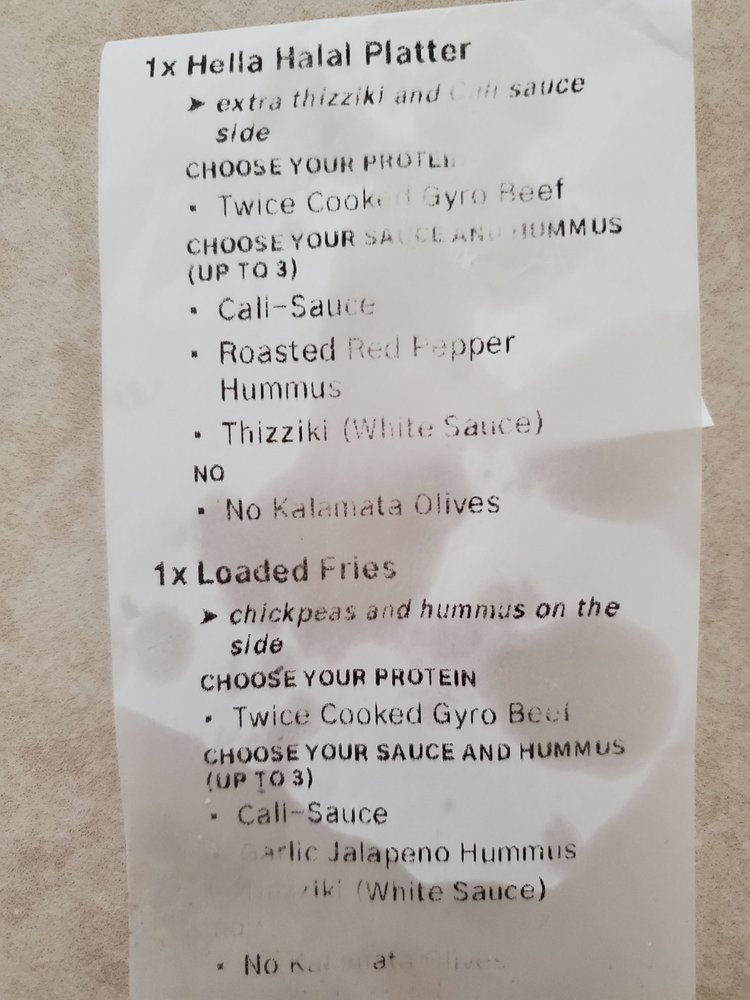 1x Hella Halal Platter
➤ extra thizziki and Cali sauce
side
CHOOSE YOUR PROTEIN
▪ Twice Cooked Gyro Beef
CHOOSE YOUR SAUCE AND HUMMUS
(UP TO 3)
▪ Cali-Sauce
▪ Roasted Red Pepper
Hummus
▪ Thizziki (White Sauce)
NO
▪ No Kalamata Olives
1x Loaded Fries
➤ chickpeas and hummus on the
side
CHOOSE YOUR PROTEIN
▪ Twice Cooked Gyro Beef
CHOOSE YOUR SAUCE AND HUMMUS
(UP TO 3)
▪ Cali-Sauce
Garlic Jalapeno Hummus
(White Sauce)
▪ No Kalamata Olives